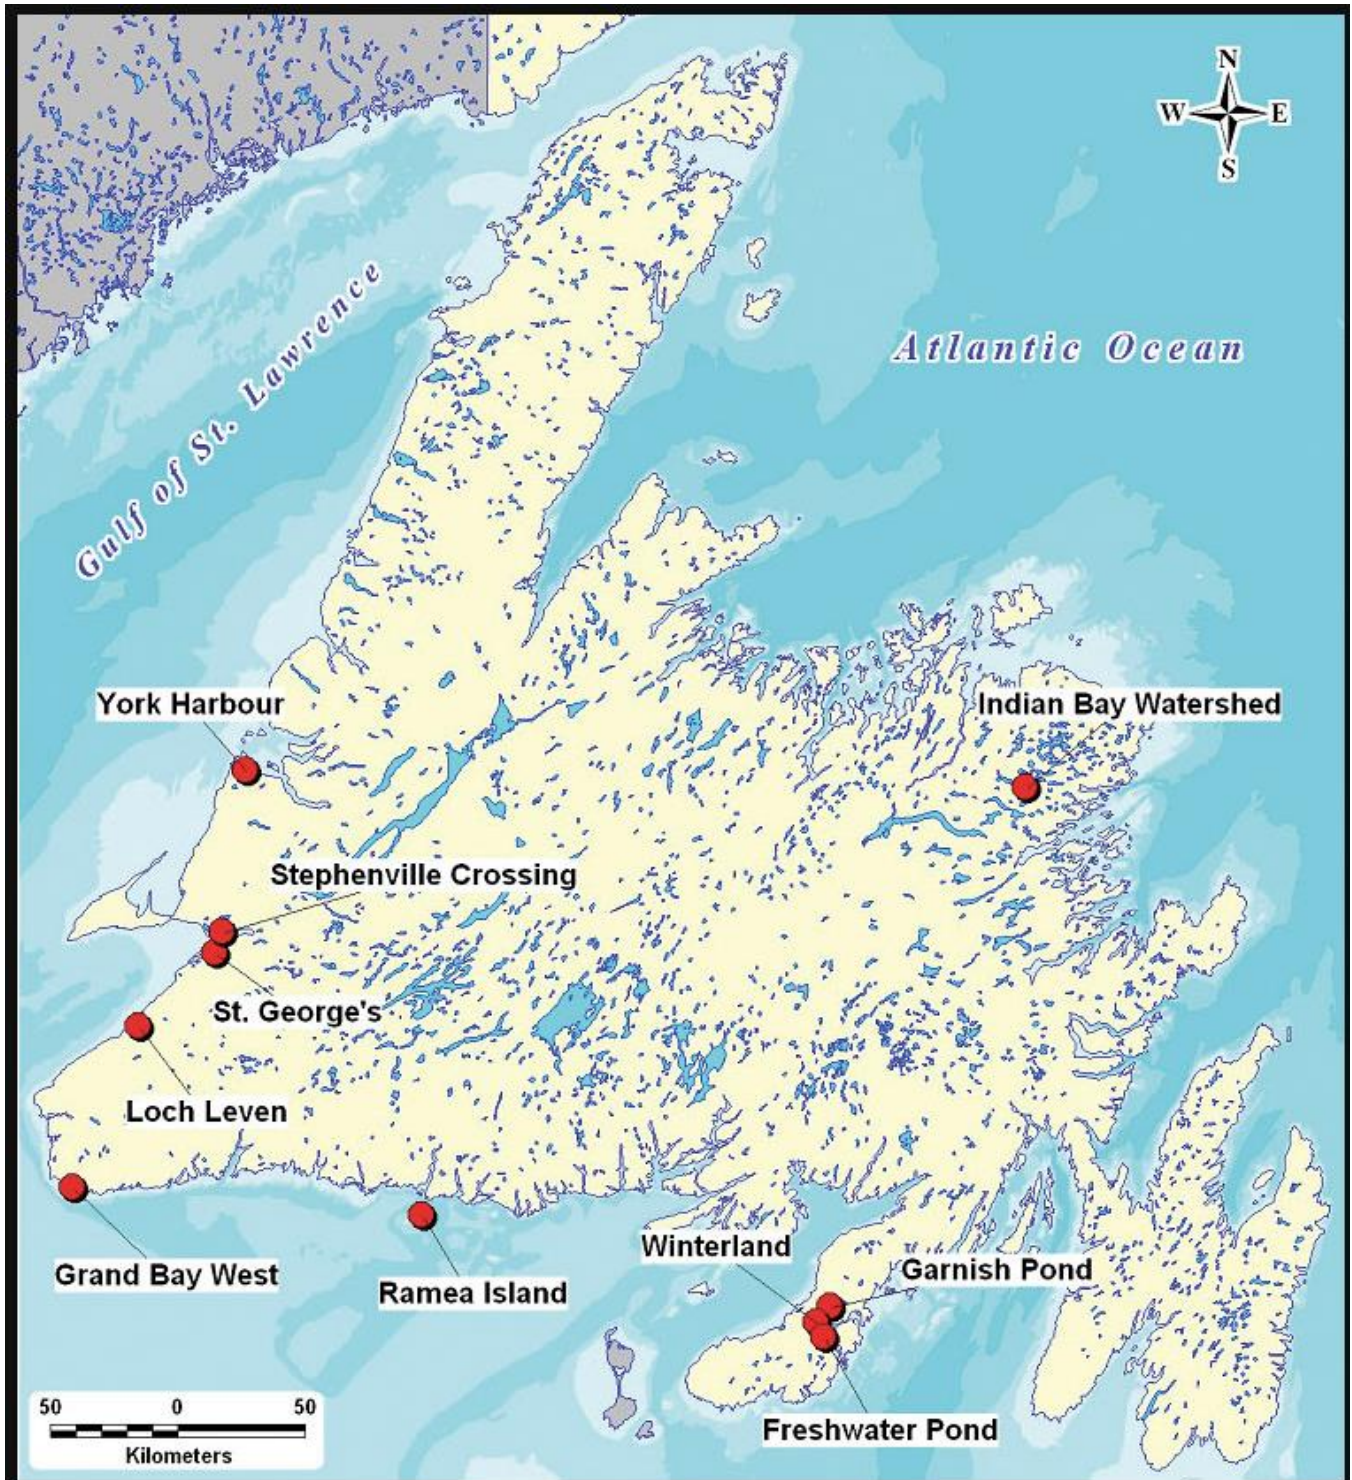 N
W E
S
Atlantic Ocean
Gulf of St. Lawrence
York Harbour
Indian Bay Watershed
Stephenville Crossing
St. George's
Loch Leven
Winterland
Garnish Pond
Grand Bay West
Ramea Island
Freshwater Pond
50 0 50
Kilometers